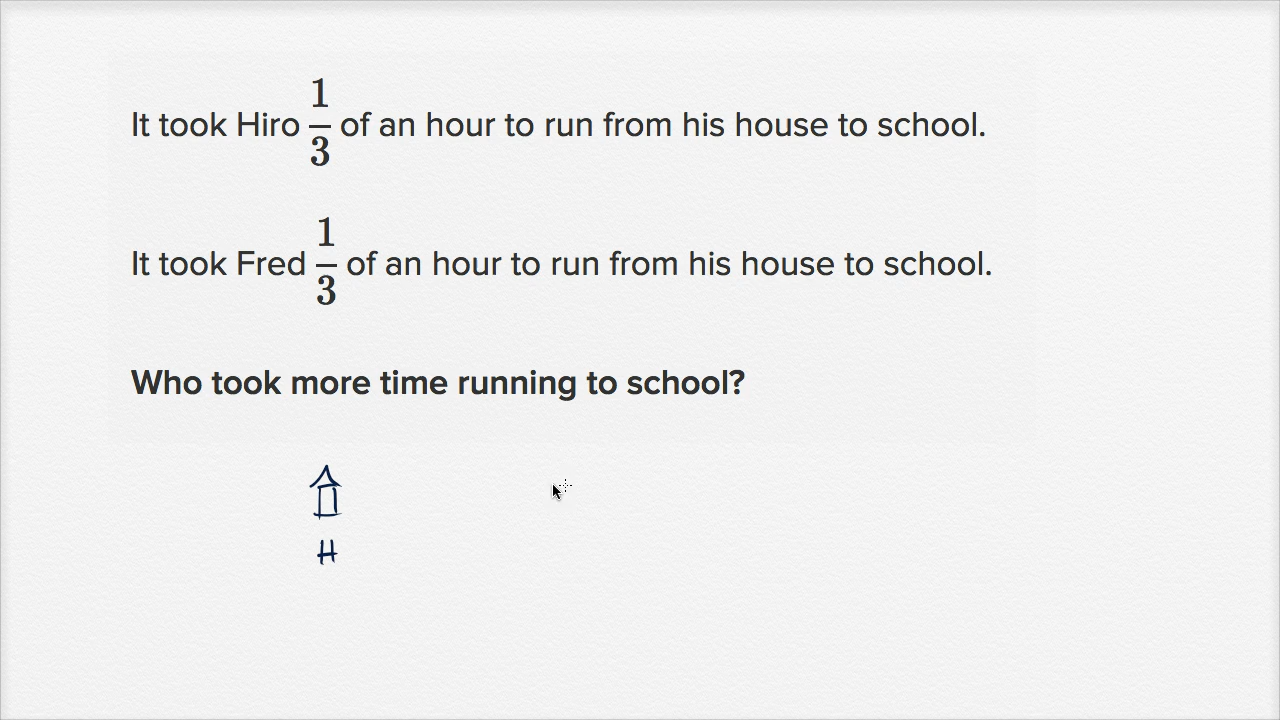 It took Hiro 1/3 of an hour to run from his house to school.
It took Fred 1/3 of an hour to run from his house to school.
Who took more time running to school?
H